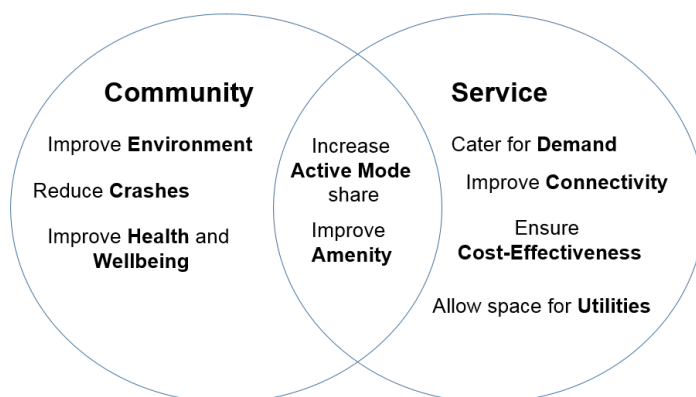 Community
Improve Environment
Reduce Crashes
Improve Health and
Wellbeing
Increase
Active Mode
share
Improve
Amenity
Service
Cater for Demand
Improve Connectivity
Ensure
Cost-Effectiveness
Allow space for Utilities